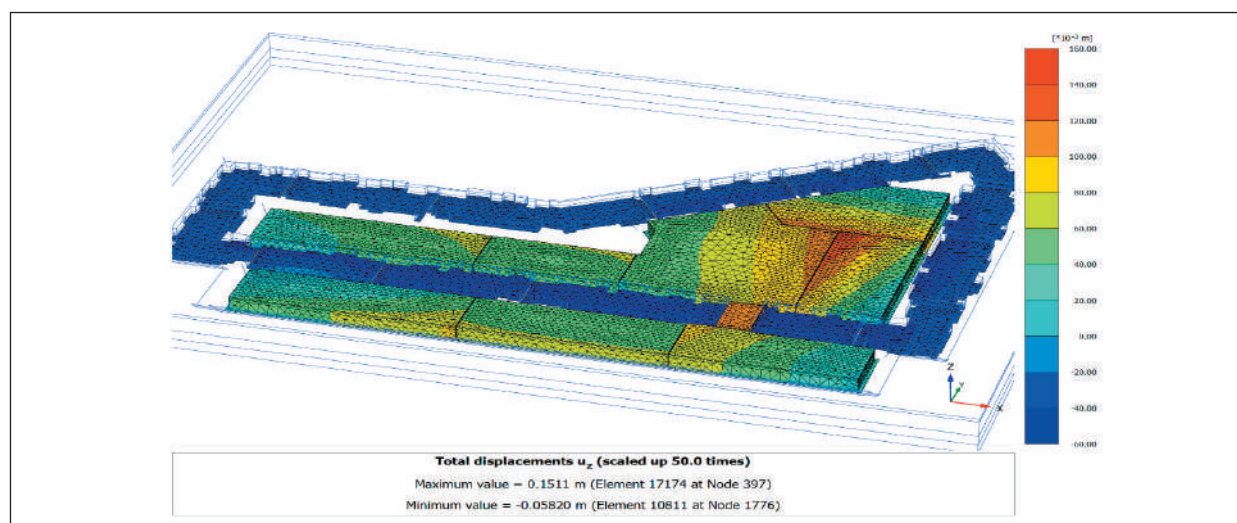 [*10⁻³ m]
160.00
140.00
120.00
100.00
80.00
60.00
40.00
20.00
0.00
-20.00
-40.00
-60.00
Z
Y
X
Total displacements u_z (scaled up 50.0 times)
Maximum value = 0.1511 m (Element 17174 at Node 397)
Minimum value = -0.05820 m (Element 10811 at Node 1776)